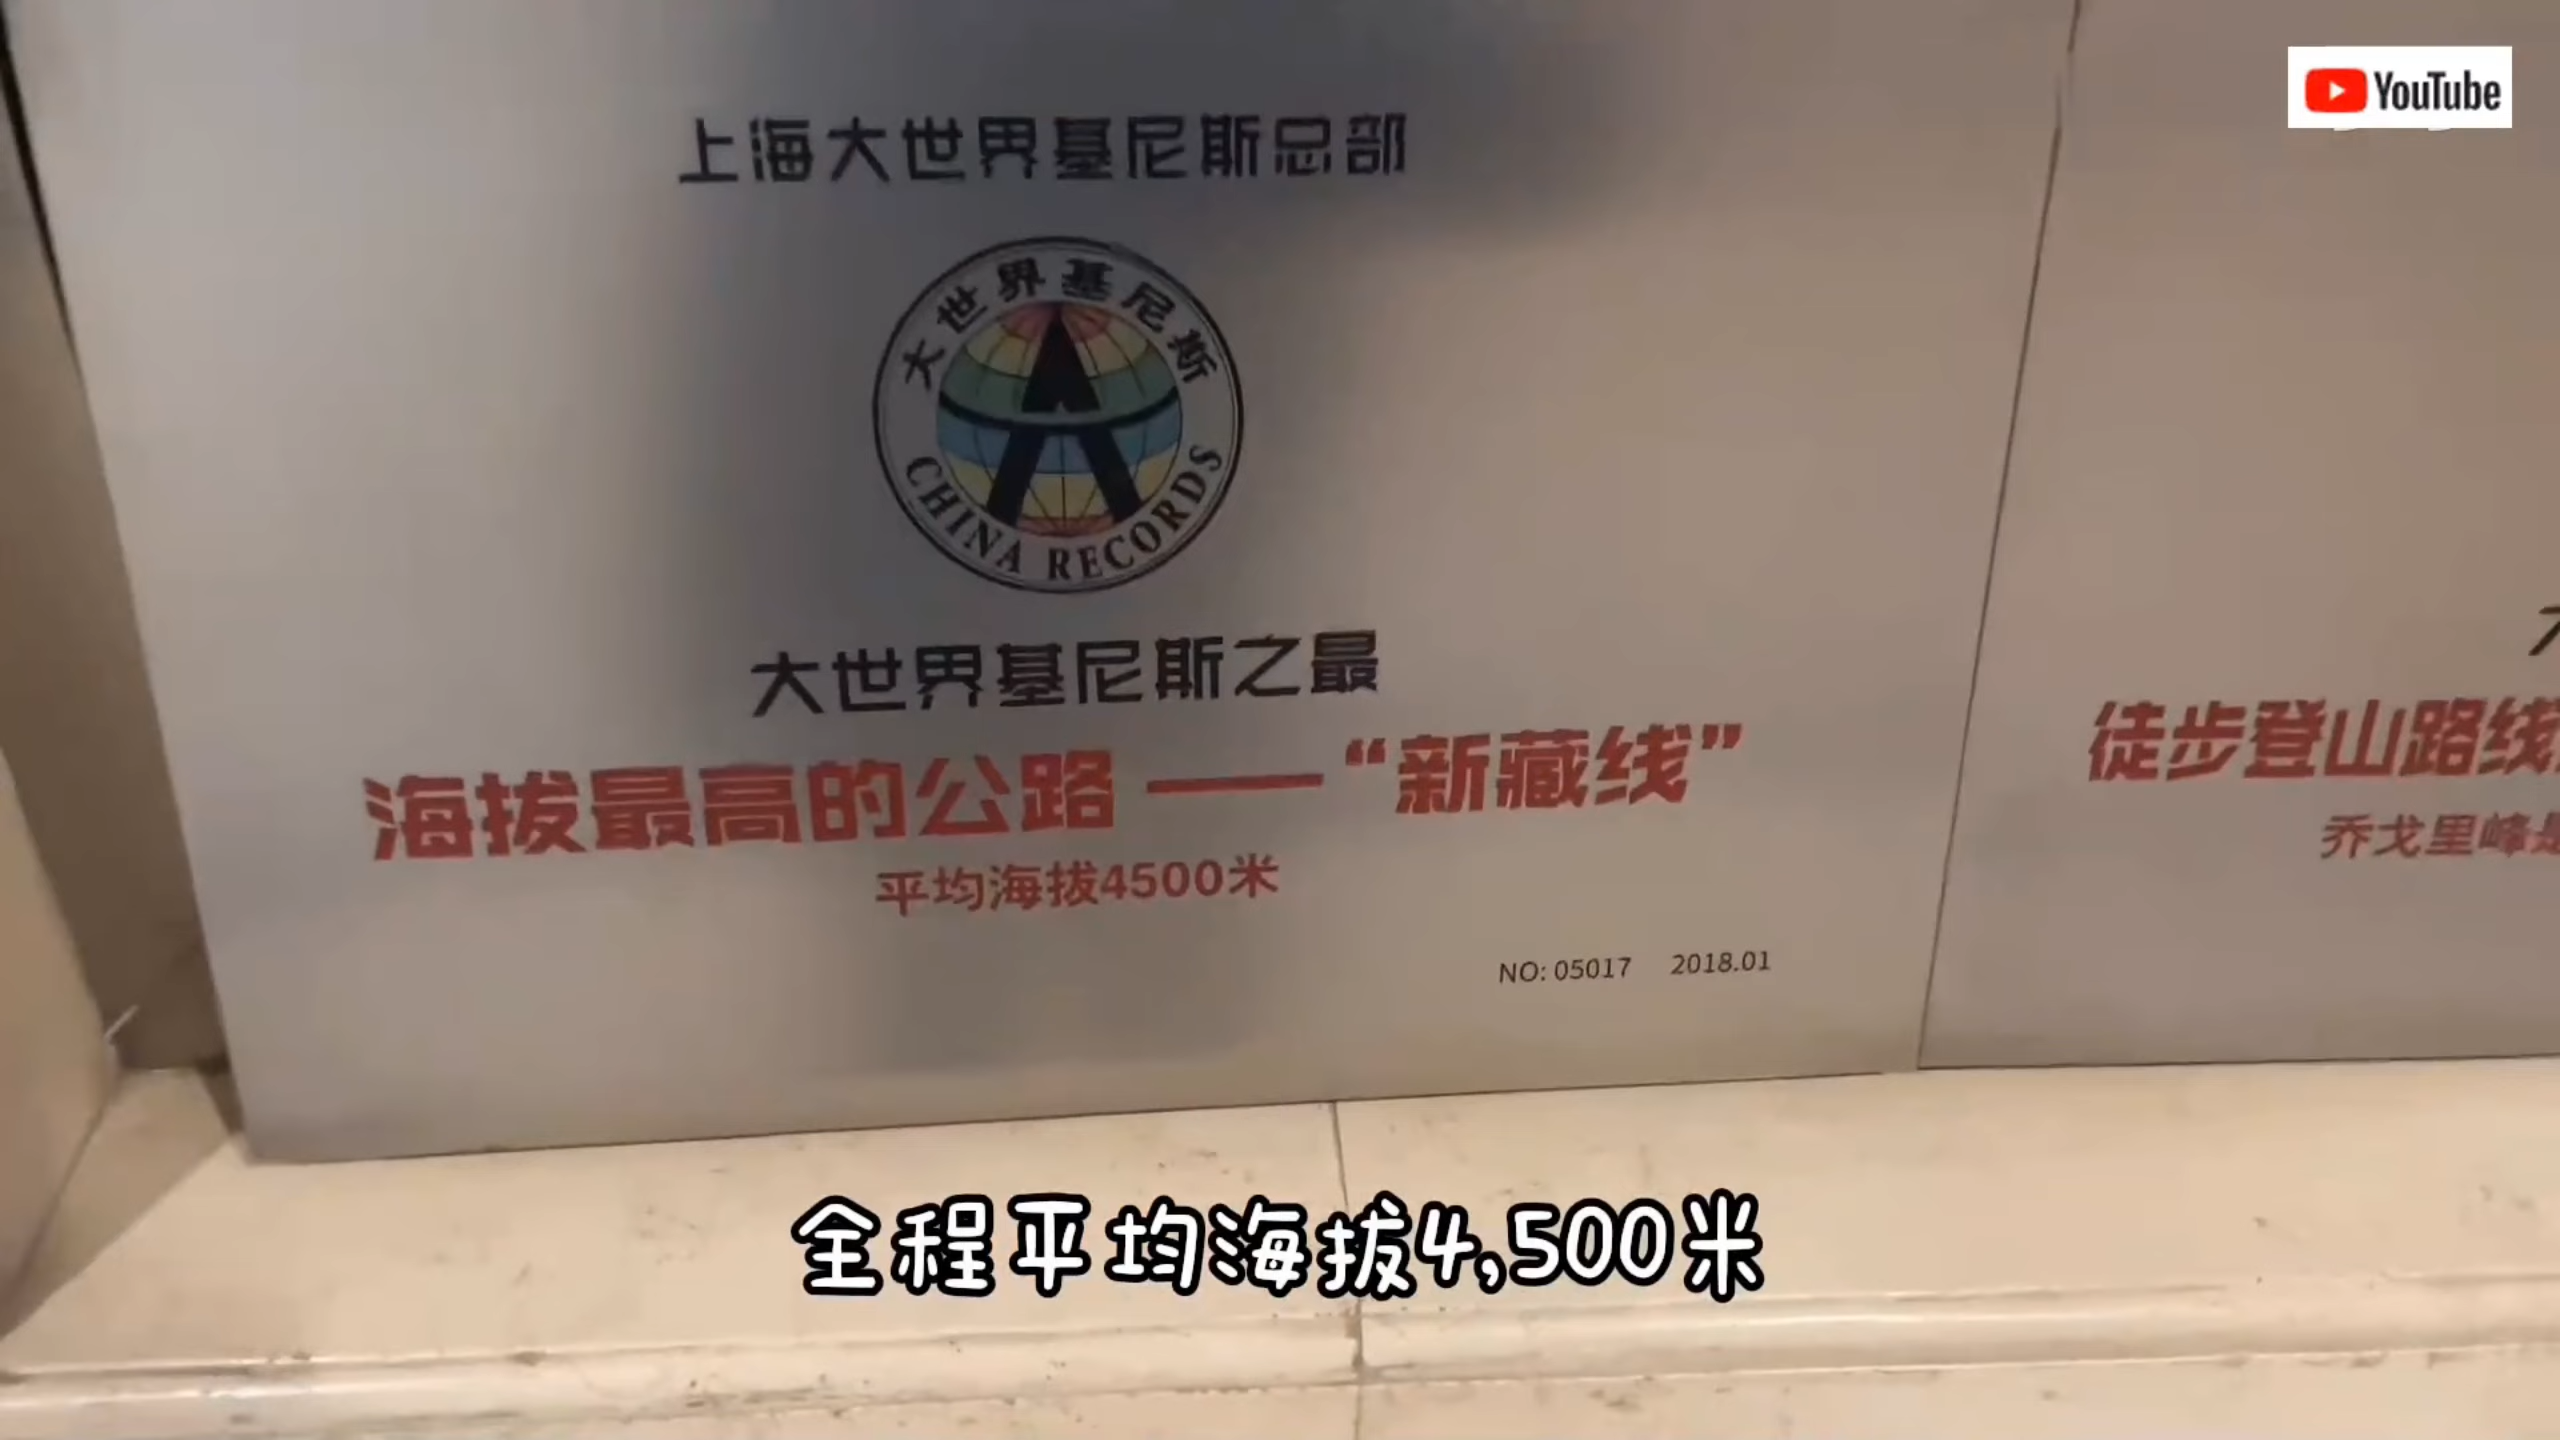 YouTube
上海大世界基尼斯总部
大世界基尼斯
CHINA RECORDS
大世界基尼斯之最
海拔最高的公路 —— “新藏线”
平均海拔4500米
NO: 05017 2018.01
徒步登山路线
乔戈里峰是
全程平均海拔4,500米